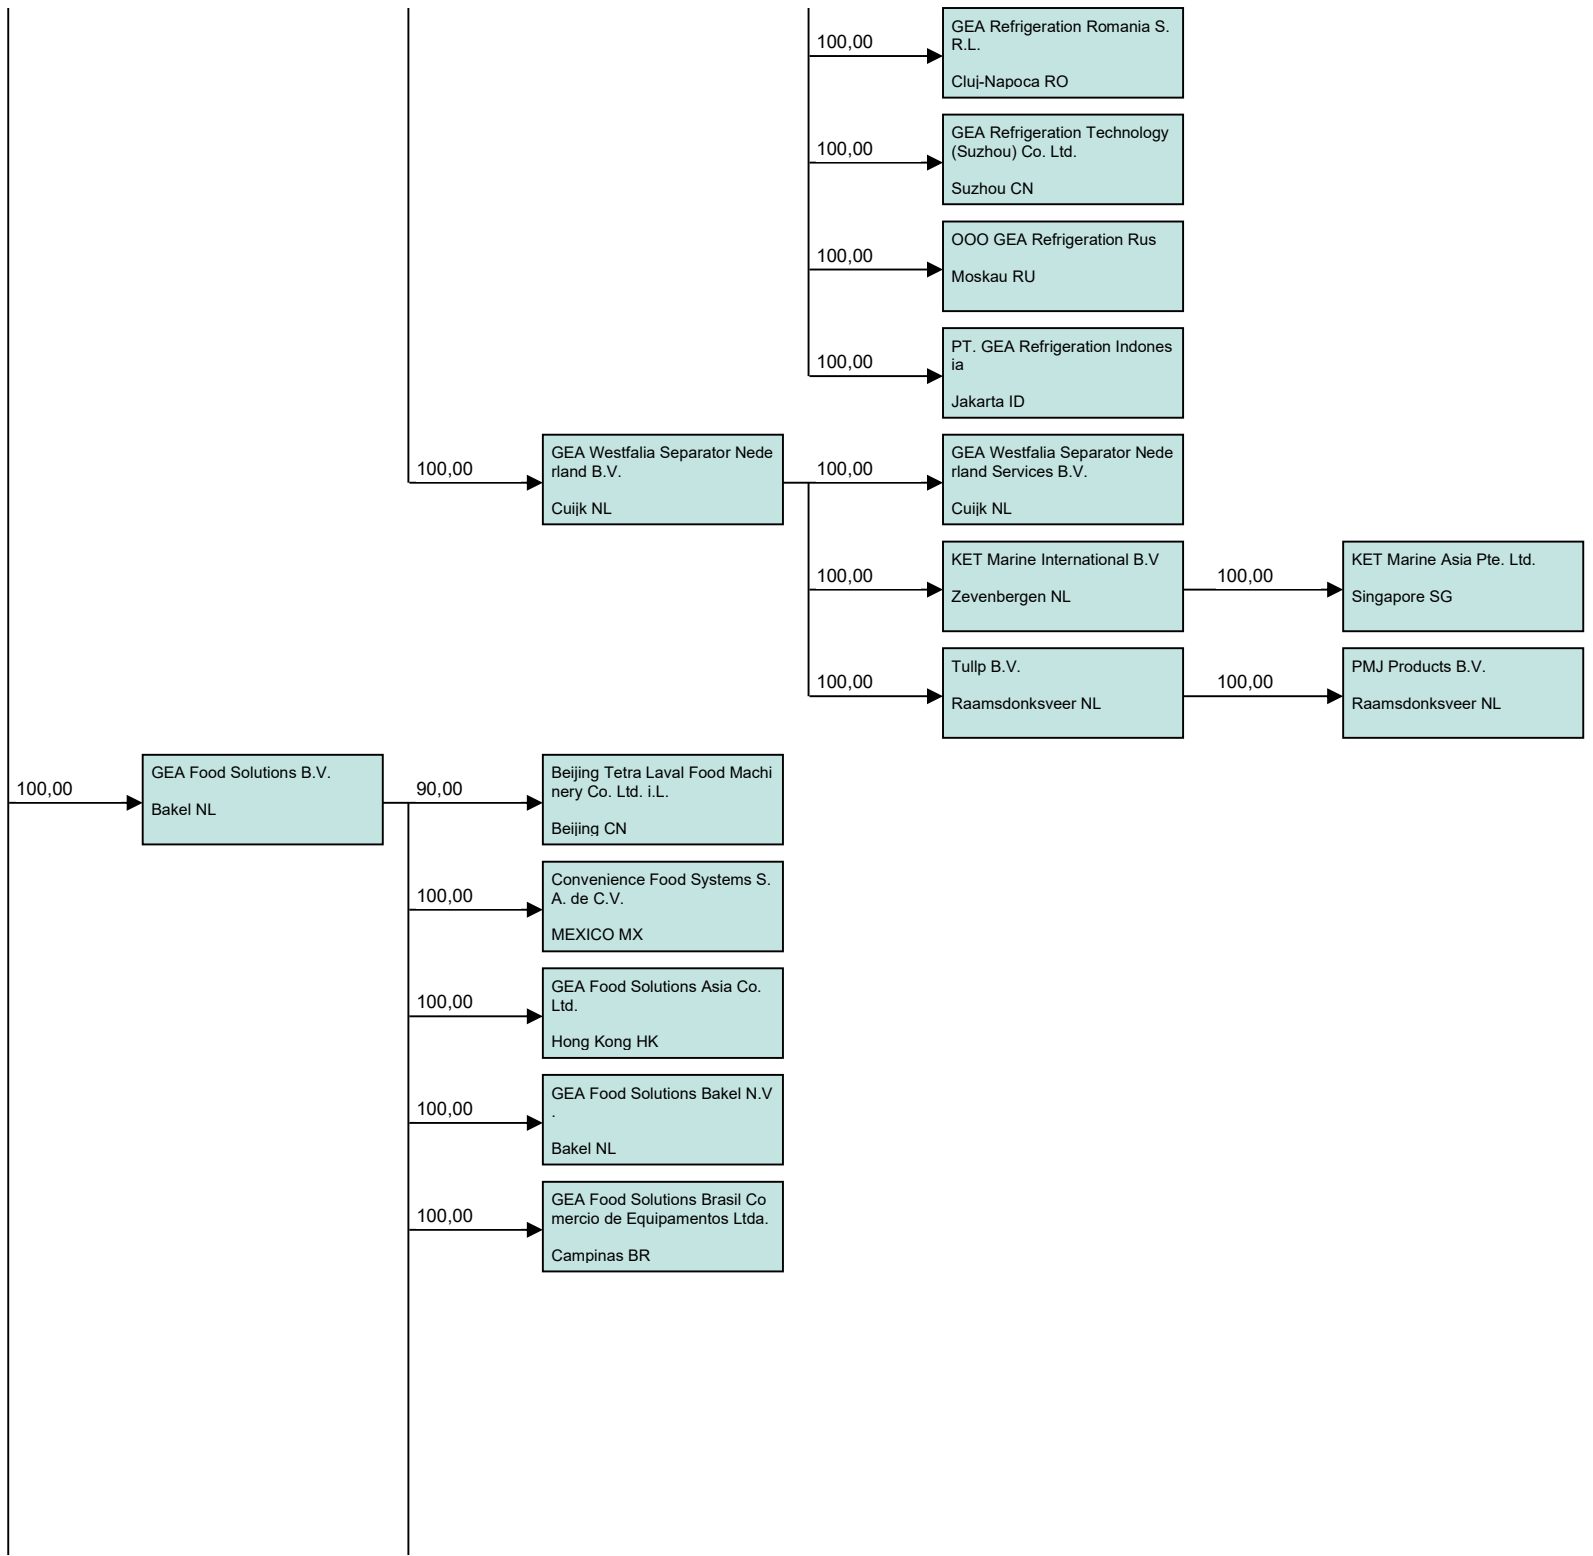 100,00
GEA Refrigeration Romania S.
R.L.
Cluj-Napoca RO
100,00
GEA Refrigeration Technology
(Suzhou) Co. Ltd.
Suzhou CN
100,00
OOO GEA Refrigeration Rus
Moskau RU
100,00
PT. GEA Refrigeration Indones
ia
Jakarta ID
100,00
GEA Westfalia Separator Nede
rland B.V.
Cuijk NL
100,00
GEA Westfalia Separator Nede
rland Services B.V.
Cuijk NL
100,00
KET Marine International B.V
Zevenbergen NL
100,00
KET Marine Asia Pte. Ltd.
Singapore SG
100,00
Tullp B.V.
Raamsdonksveer NL
100,00
PMJ Products B.V.
Raamsdonksveer NL
100,00
GEA Food Solutions B.V.
Bakel NL
90,00
Beijing Tetra Laval Food Machi
nery Co. Ltd. i.L.
Beijing CN
100,00
Convenience Food Systems S.
A. de C.V.
MEXICO MX
100,00
GEA Food Solutions Asia Co.
Ltd.
Hong Kong HK
100,00
GEA Food Solutions Bakel N.V
.
Bakel NL
100,00
GEA Food Solutions Brasil Co
mercio de Equipamentos Ltda.
Campinas BR